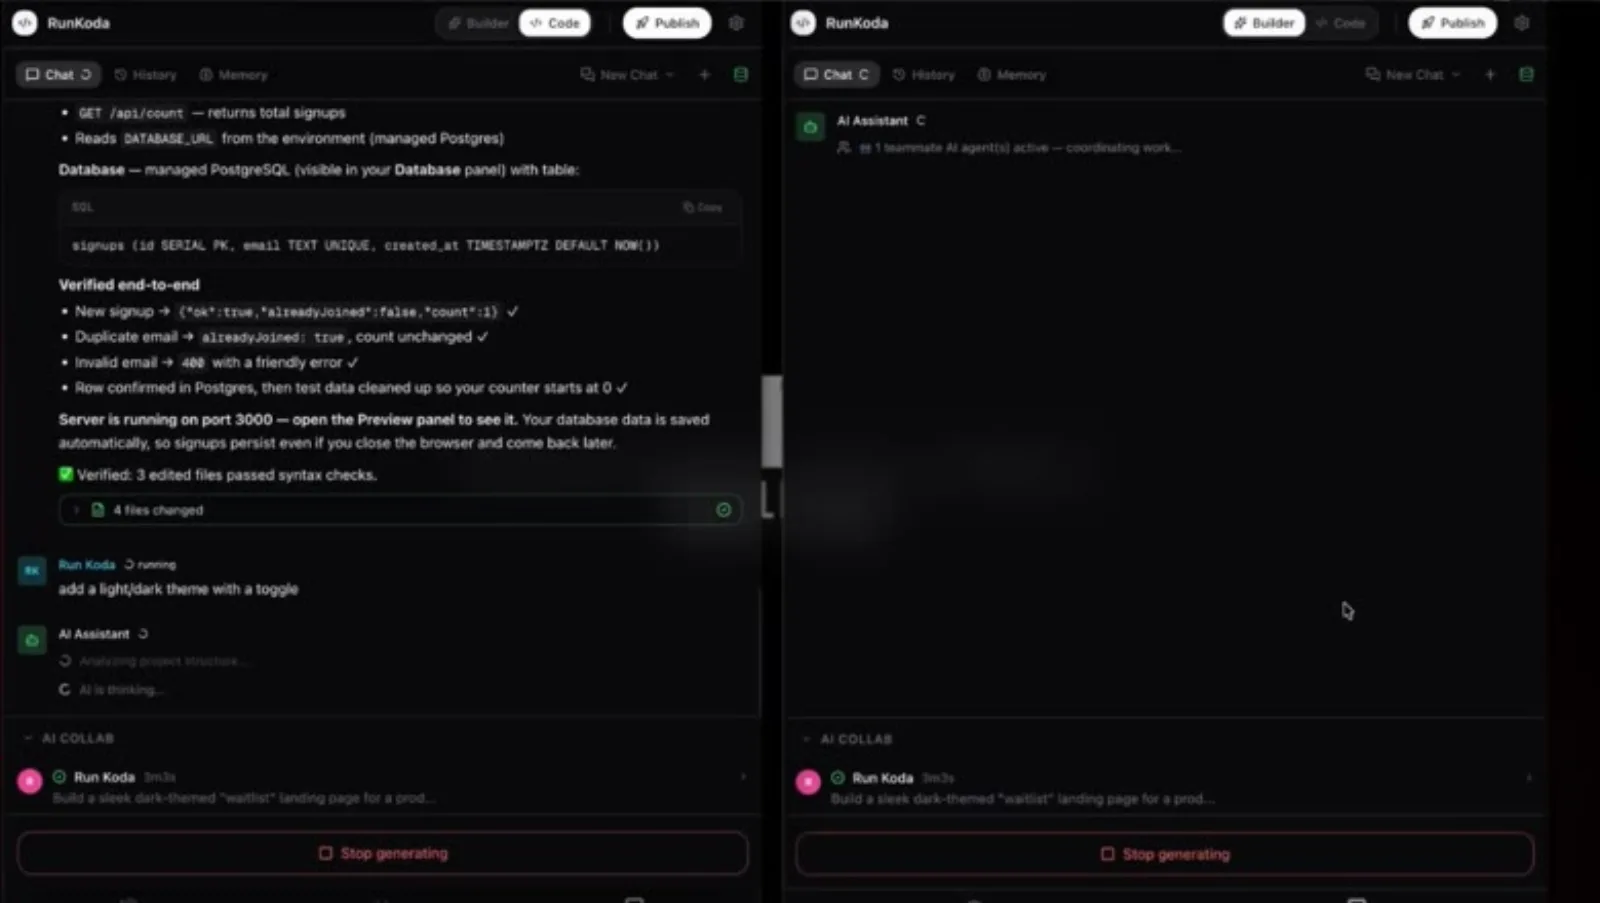 RunKoda
Builder
Code
Publish
Chat
History
Memory
New Chat
GET /api/count — returns total signups
Reads DATABASE_URL from the environment (managed Postgres)
Database — managed PostgreSQL (visible in your Database panel) with table:
SQL
Copy
signups (id SERIAL PK, email TEXT UNIQUE, created_at TIMESTAMPTZ DEFAULT NOW())
Verified end-to-end
New signup → {"ok":true,"alreadyJoined":false,"count":1} ✓
Duplicate email → alreadyJoined: true, count unchanged ✓
Invalid email → 400 with a friendly error ✓
Row confirmed in Postgres, then test data cleaned up so your counter starts at 0 ✓
Server is running on port 3000 — open the Preview panel to see it. Your database data is saved
automatically, so signups persist even if you close the browser and come back later.
✅ Verified: 3 edited files passed syntax checks.
4 files changed
RK
Run Koda
running
add a light/dark theme with a toggle
AI Assistant
Analyzing project structure...
AI is thinking...
AI COLLAB
R
Run Koda 3m3s
Build a sleek dark-themed "waitlist" landing page for a prod...
Stop generating
RunKoda
Builder
Code
Publish
Chat
History
Memory
New Chat
AI Assistant
1 teammate AI agent(s) active — coordinating work...
AI COLLAB
R
Run Koda 3m3s
Build a sleek dark-themed "waitlist" landing page for a prod...
Stop generating